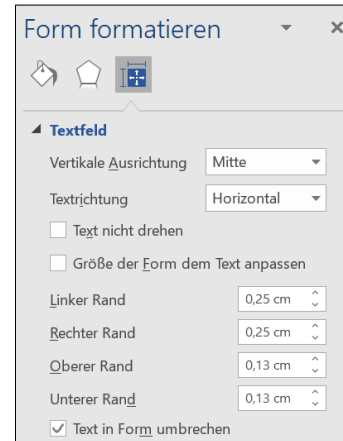 Form formatieren
Textfeld
Vertikale Ausrichtung Mitte
Textrichtung Horizontal
Text nicht drehen
Größe der Form dem Text anpassen
Linker Rand 0,25 cm
Rechter Rand 0,25 cm
Oberer Rand 0,13 cm
Unterer Rand 0,13 cm
Text in Form umbrechen